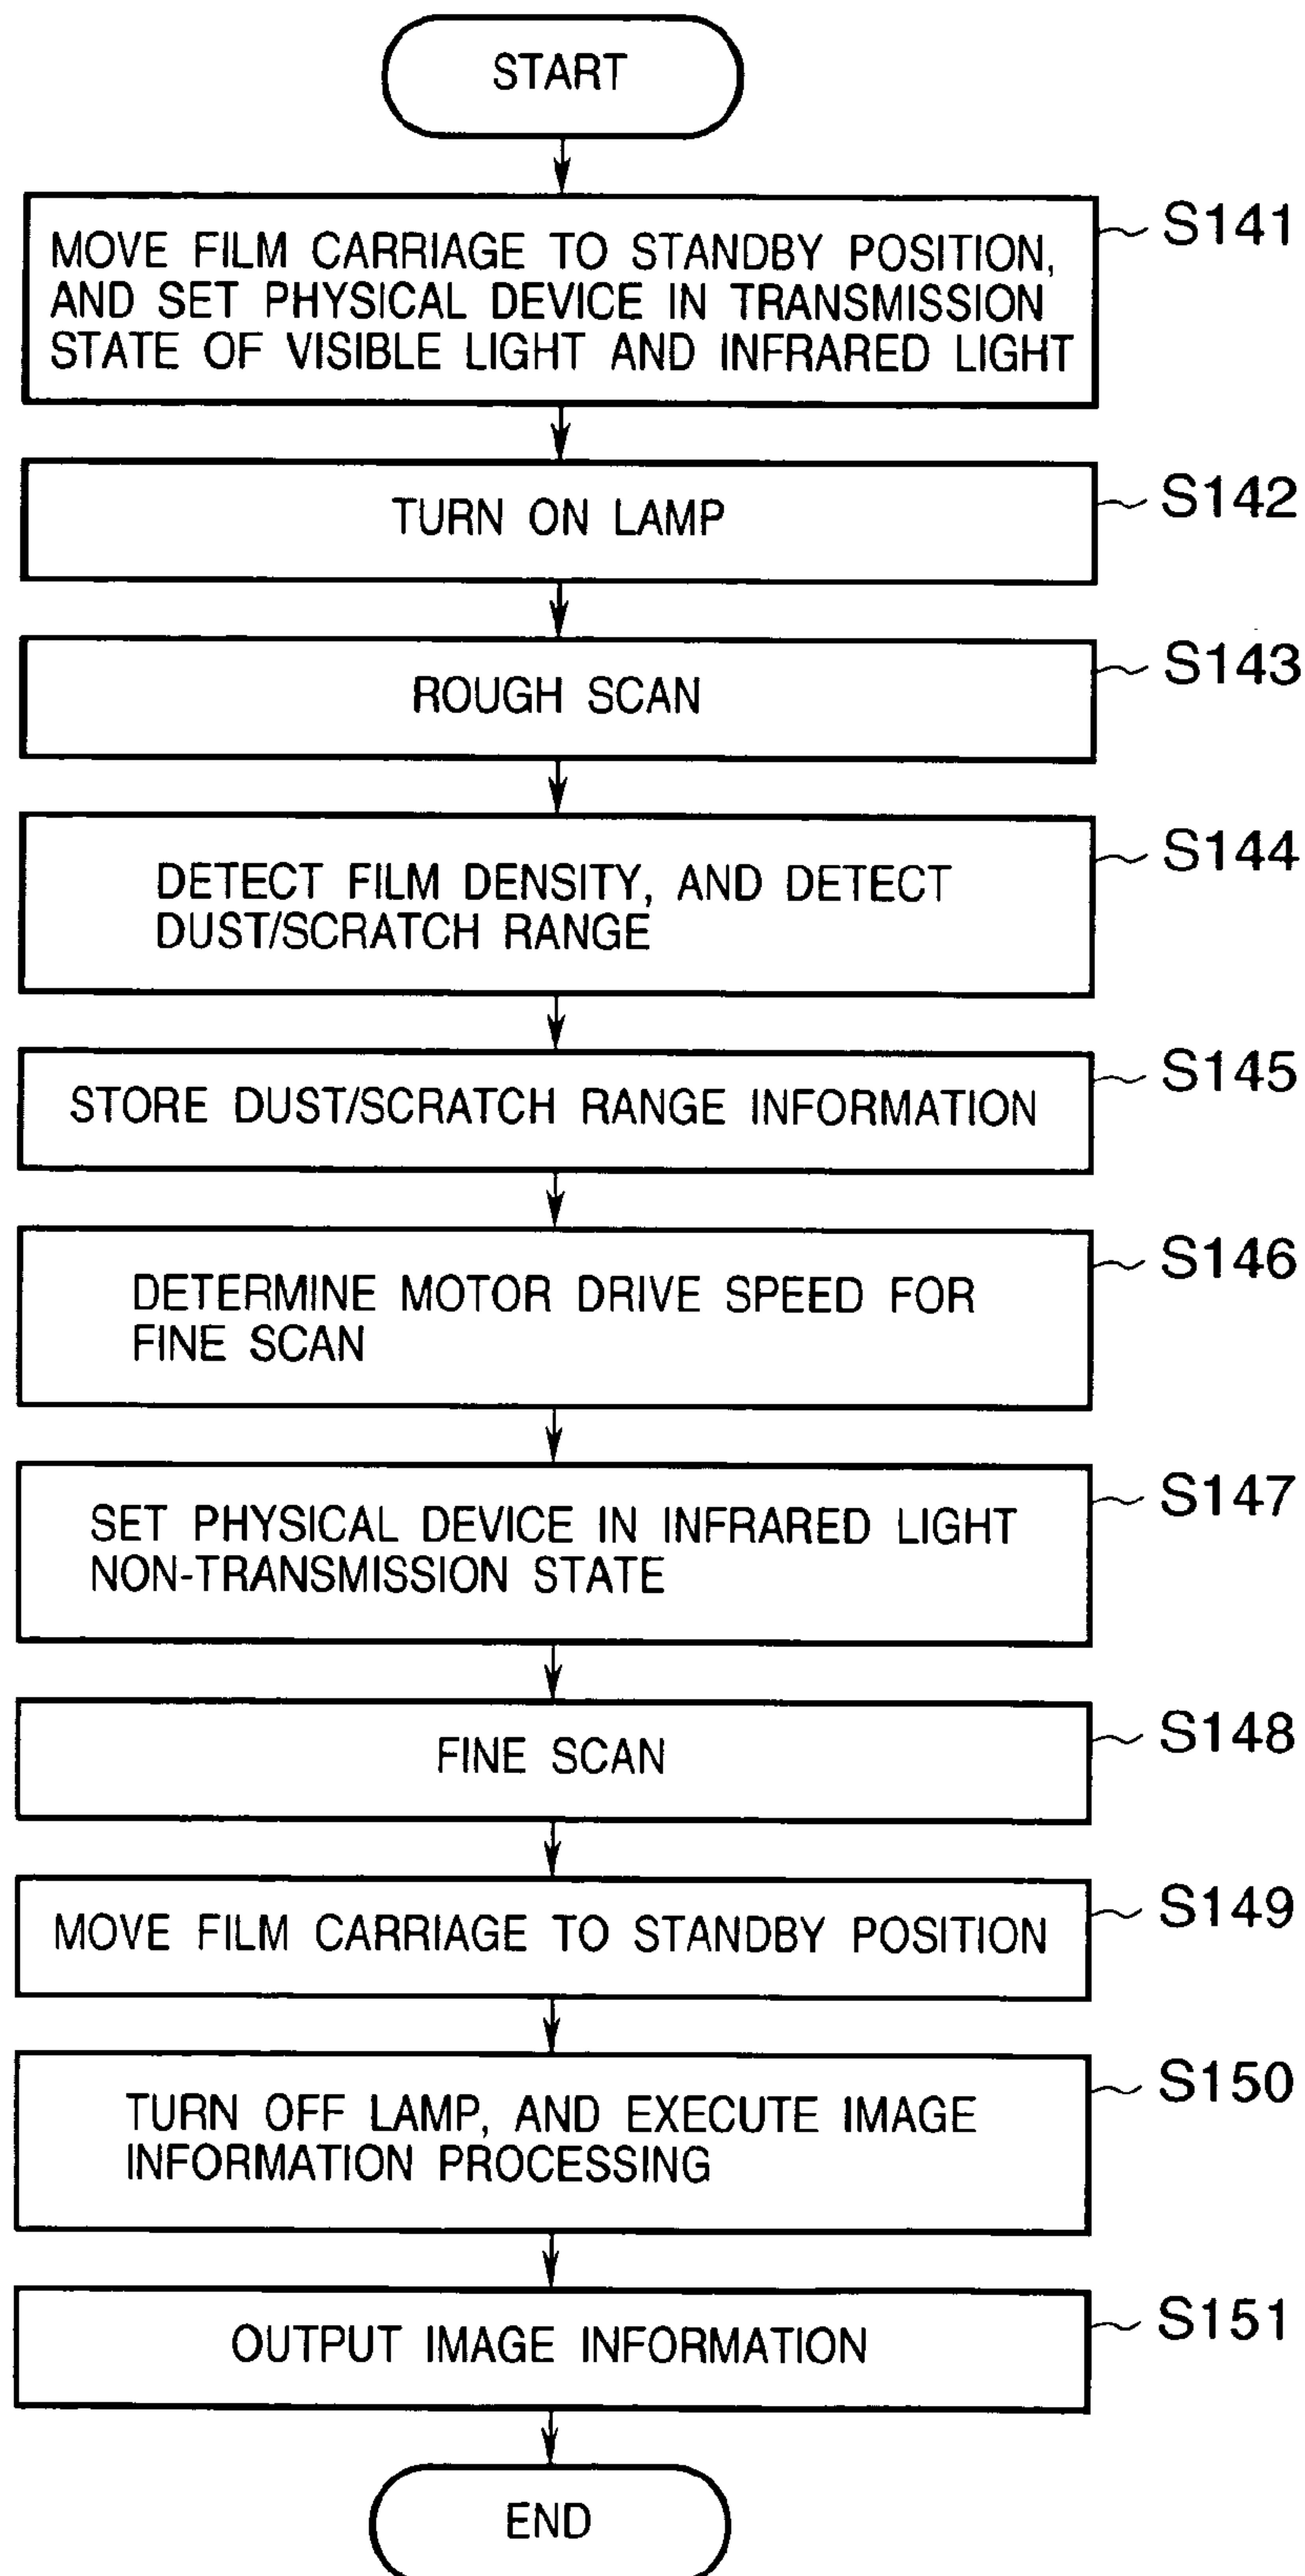 START
MOVE FILM CARRIAGE TO STANDBY POSITION,
AND SET PHYSICAL DEVICE IN TRANSMISSION
STATE OF VISIBLE LIGHT AND INFRARED LIGHT
S141
TURN ON LAMP
S142
ROUGH SCAN
S143
DETECT FILM DENSITY, AND DETECT
DUST/SCRATCH RANGE
S144
STORE DUST/SCRATCH RANGE INFORMATION
S145
DETERMINE MOTOR DRIVE SPEED FOR
FINE SCAN
S146
SET PHYSICAL DEVICE IN INFRARED LIGHT
NON-TRANSMISSION STATE
S147
FINE SCAN
S148
MOVE FILM CARRIAGE TO STANDBY POSITION
S149
TURN OFF LAMP, AND EXECUTE IMAGE
INFORMATION PROCESSING
S150
OUTPUT IMAGE INFORMATION
S151
END